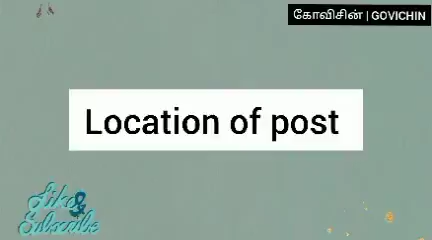 கோவிசின் | GOVICHIN
Location of post
Like &
Subscribe